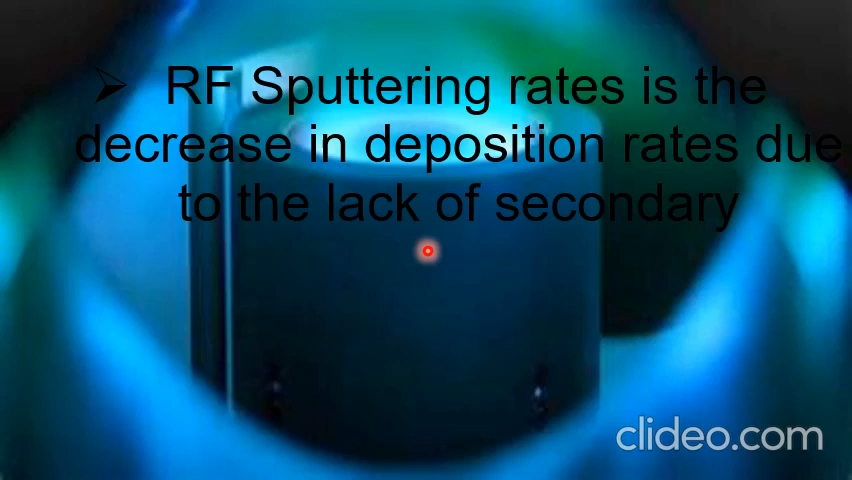 ➢ RF Sputtering rates is the
decrease in deposition rates due
to the lack of secondary
clideo.com